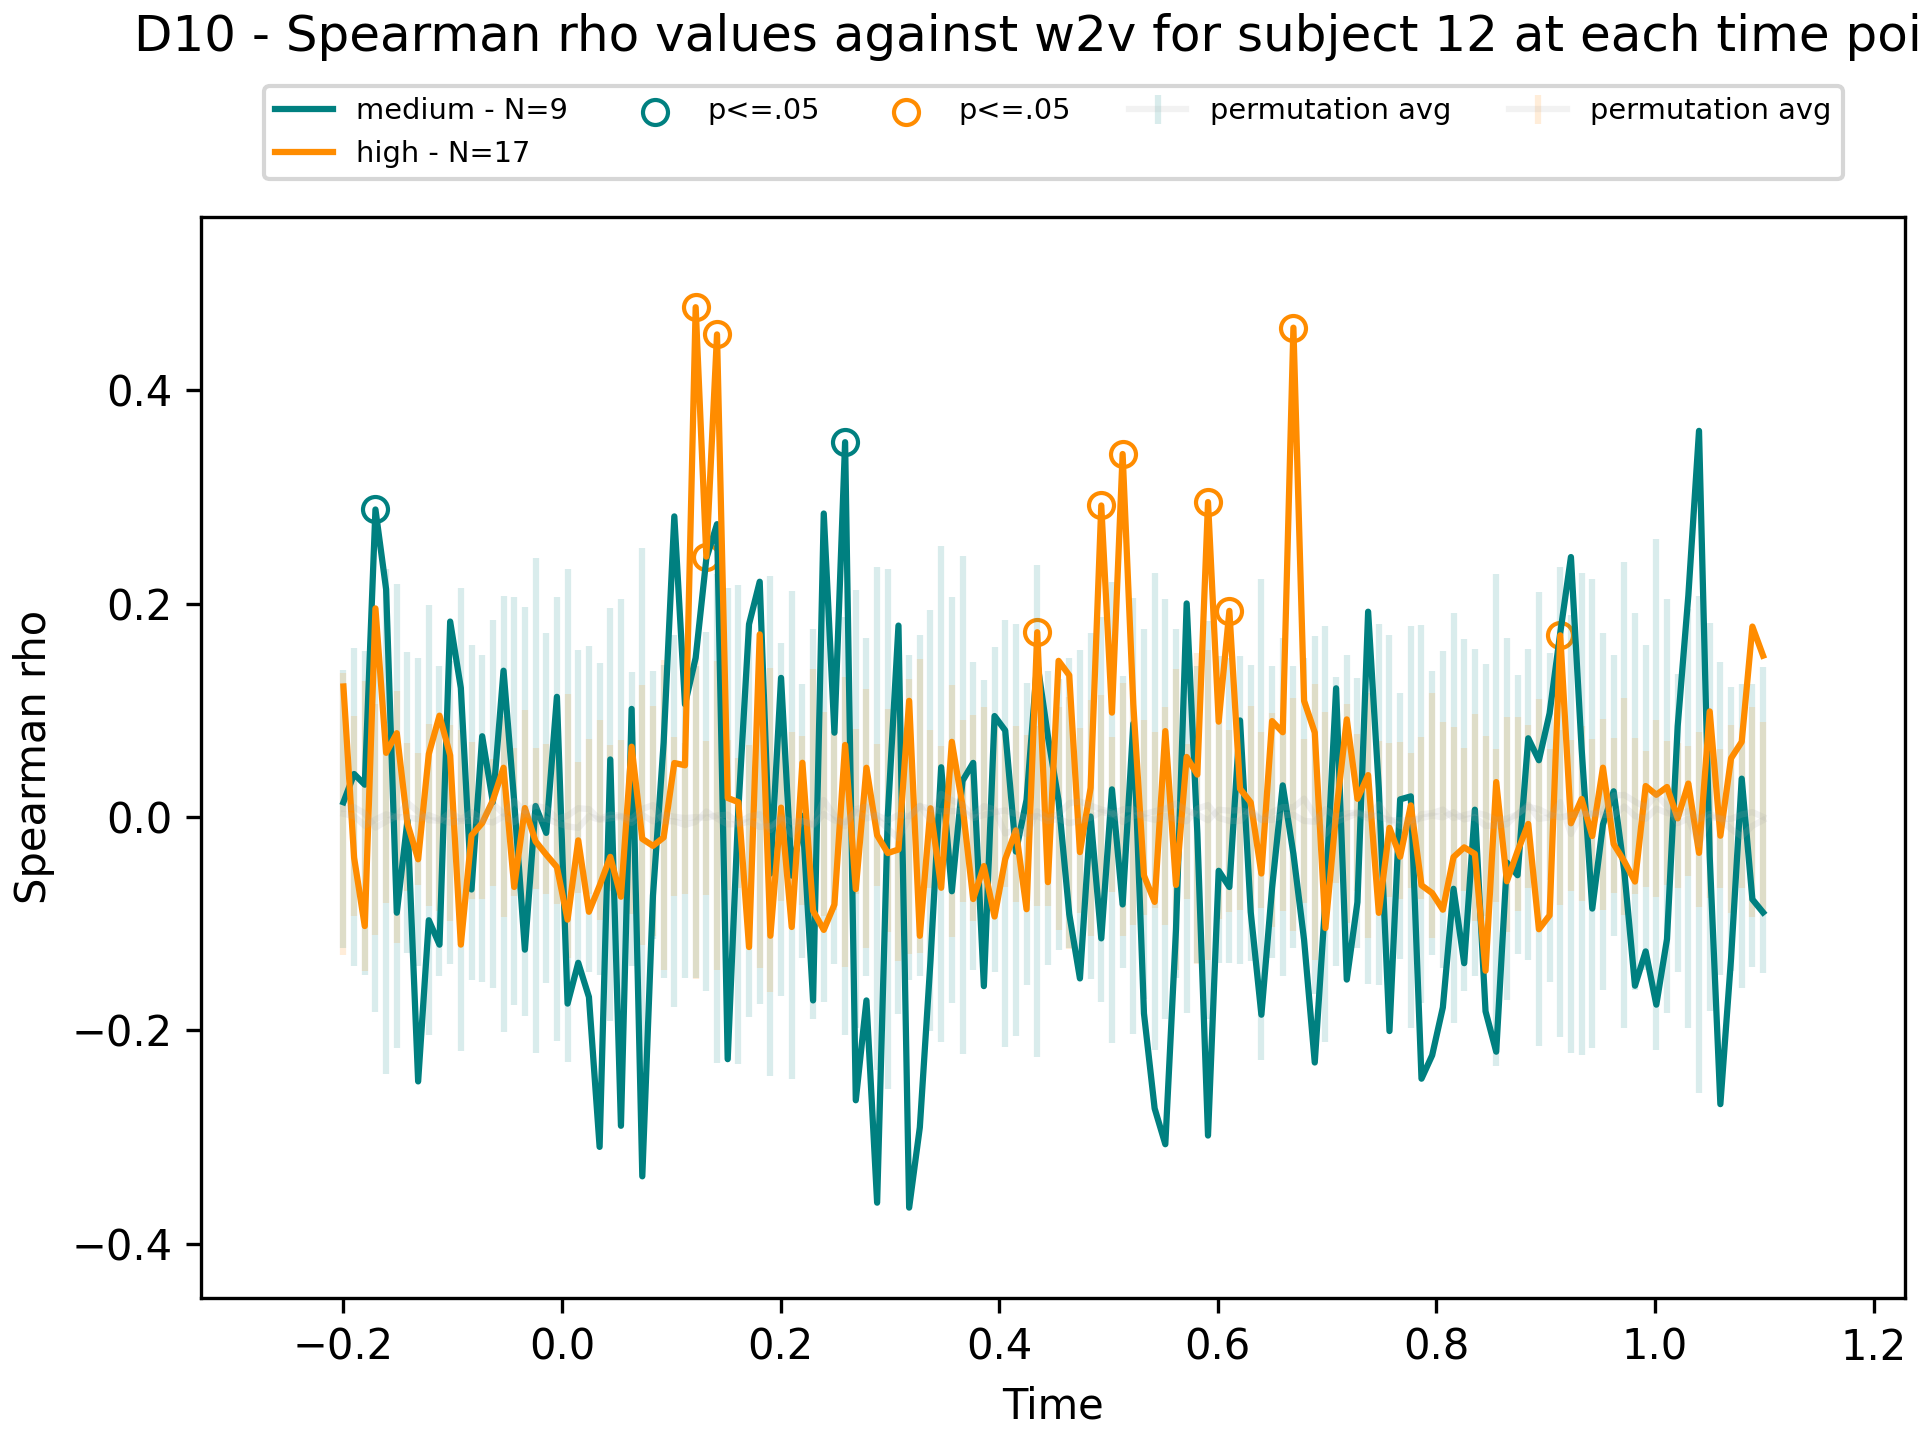 D10 - Spearman rho values against w2v for subject 12 at each time poi
medium - N=9 p<=.05 p<=.05 permutation avg permutation avg
high - N=17
Spearman rho
0.4
0.2
0.0
−0.2
−0.4
−0.2 0.0 0.2 0.4 0.6 0.8 1.0 1.2
Time